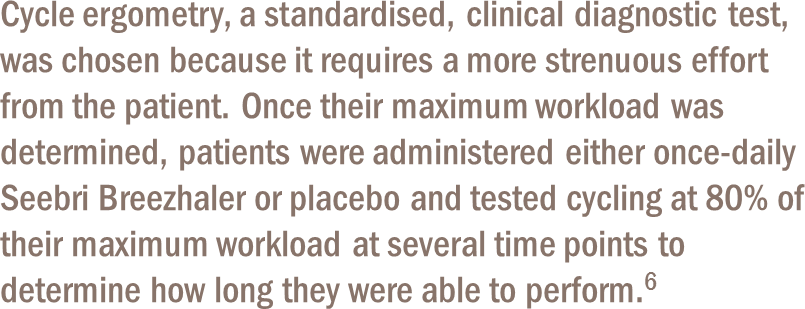 Cycle ergometry, a standardised, clinical diagnostic test,
was chosen because it requires a more strenuous effort
from the patient. Once their maximum workload was
determined, patients were administered either once-daily
Seebri Breezhaler or placebo and tested cycling at 80% of
their maximum workload at several time points to
determine how long they were able to perform.6